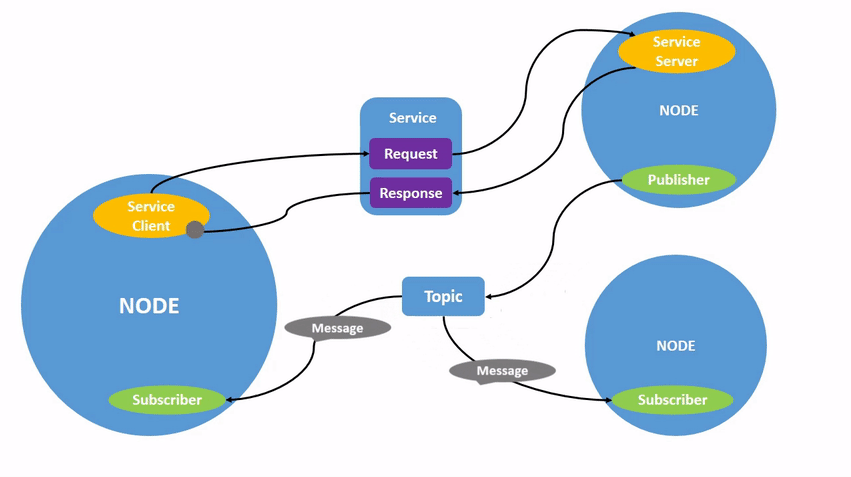 Service
Server
NODE
Publisher
Service
Request
Response
Service
Client
NODE
Subscriber
Topic
Message
Message
NODE
Subscriber